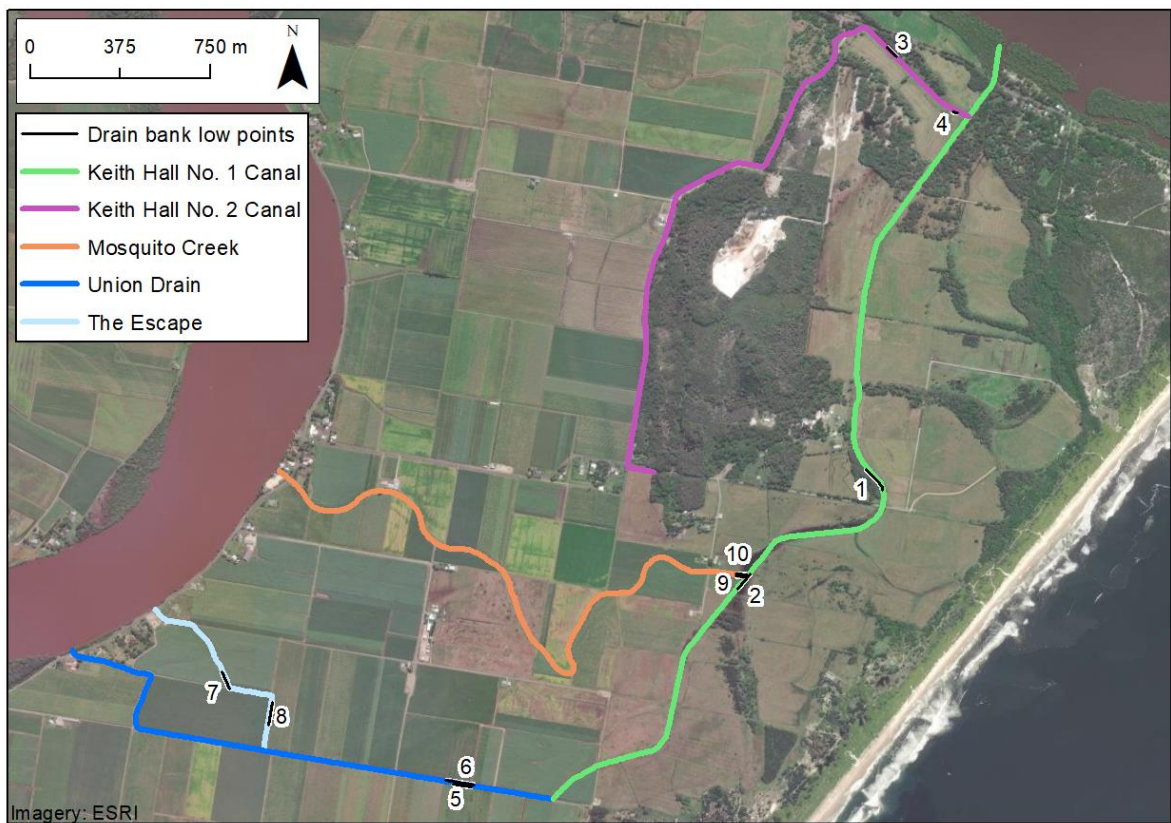 0 375 750 m
N
Drain bank low points
Keith Hall No. 1 Canal
Keith Hall No. 2 Canal
Mosquito Creek
Union Drain
The Escape
3
4
1
10
9 2
7
8
6
5
Imagery: ESRI